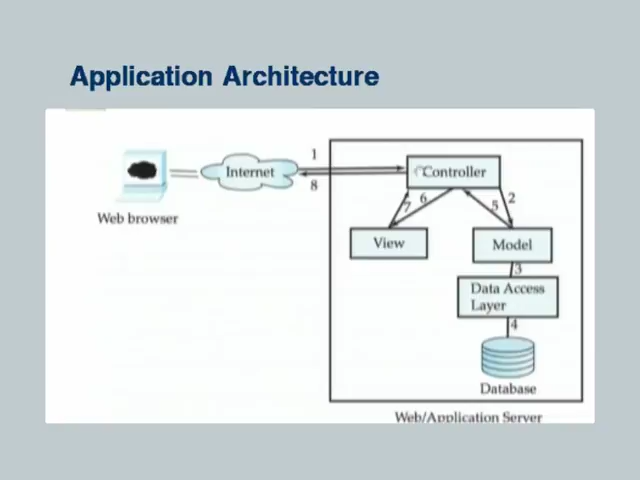 Application Architecture
1
Internet
8
Controller
Web browser
7
6
5
2
View
Model
3
Data Access
Layer
4
Database
Web/Application Server